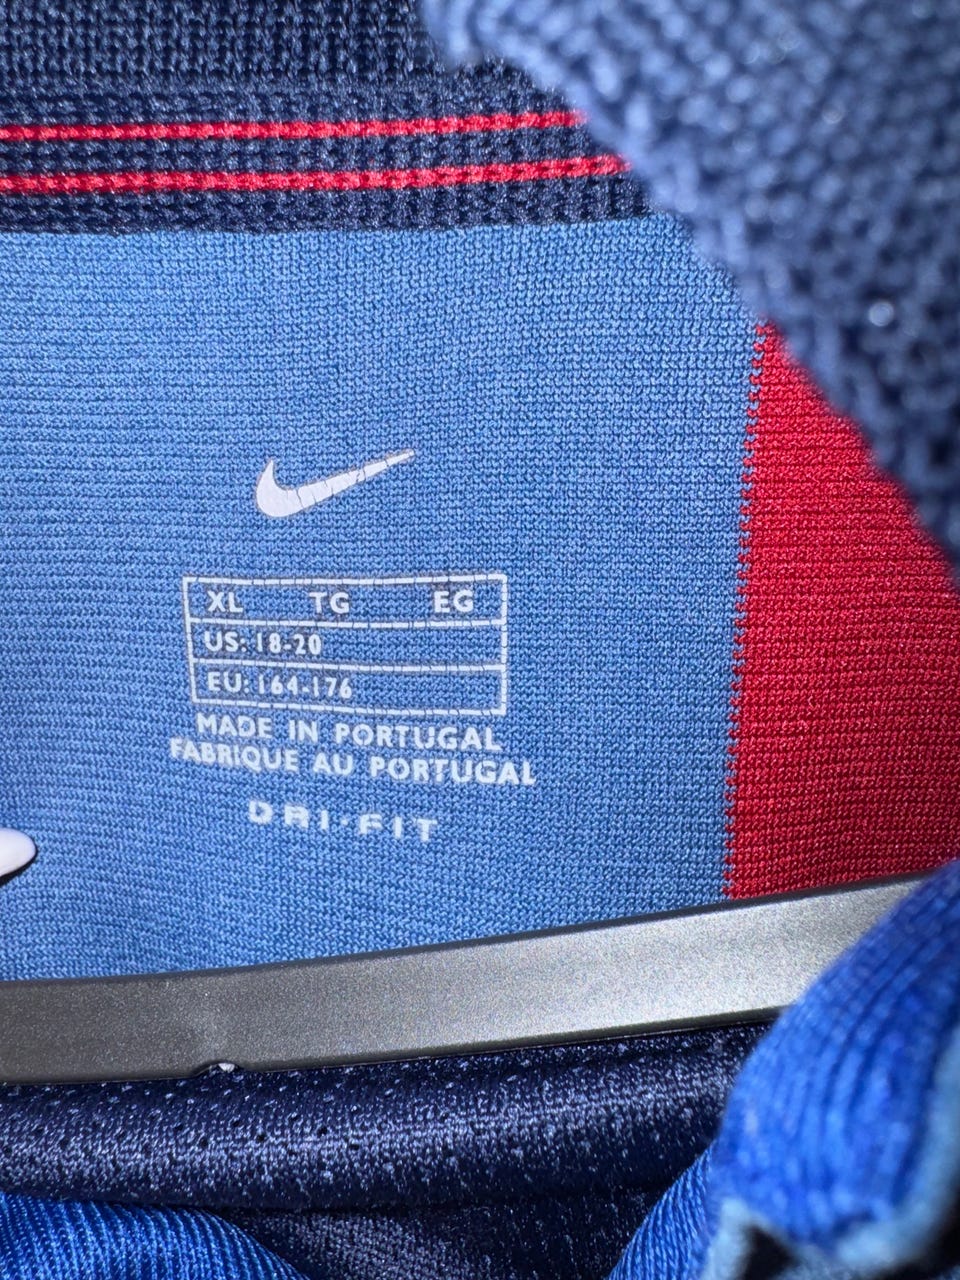 XL TG EG
US: 18-20
EU: 164-176
MADE IN PORTUGAL
FABRIQUE AU PORTUGAL
DRI-FIT